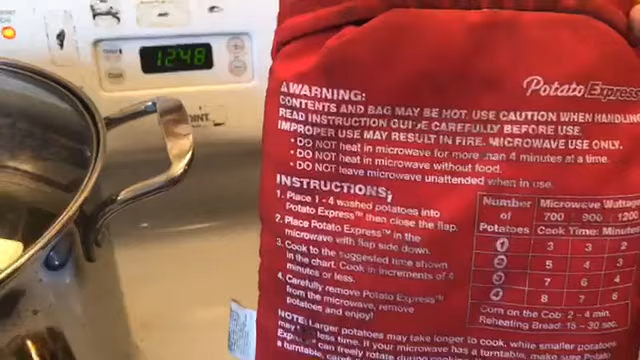 12:48
Potato Express
WARNING:
CONTENTS AND BAG MAY BE HOT. USE CAUTION WHEN HANDLING
READ INSTRUCTION GUIDE CAREFULLY BEFORE USE.
IMPROPER USE MAY RESULT IN FIRE. MICROWAVE USE ONLY.
• DO NOT heat in microwave for more than 4 minutes at a time.
• DO NOT heat in microwave without food.
• DO NOT leave microwave unattended when in use.
INSTRUCTIONS:
1. Place 1 - 4 washed potatoes into
Potato Express™ then close the flap.
2. Place Potato Express™ in the
microwave with flap side down.
3. Cook to the suggested time shown
in the chart. Cook in increments of 4
minutes or less.
4. Carefully remove Potato Express™
from the microwave, remove
potatoes and enjoy!
Number of Potatoes
Microwave Wattage
700 900 1200
Cook Time: Minutes
1 3 3 2
2 5 4 3
3 7 6 4
4 8 7 5
Corn on the Cob: 2 - 4 min.
Reheating Bread: 15 - 30 sec.
NOTE: Larger potatoes may take longer to cook, while smaller potatoes
may take less time. If your microwave has a turntable, make sure Potato
can freely rotate during cooking